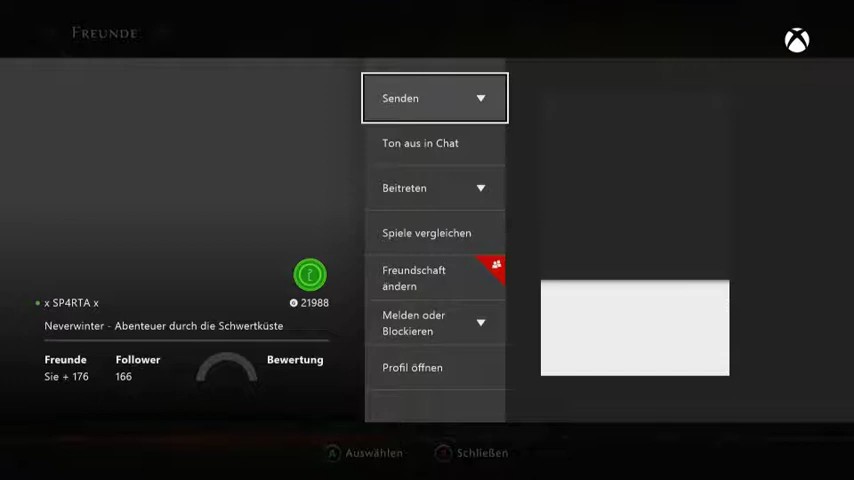 FREUNDE
Senden
Ton aus in Chat
Beitreten
Spiele vergleichen
Freundschaft
ändern
Melden oder
Blockieren
Profil öffnen
x SP4RTA x
G 21988
Neverwinter - Abenteuer durch die Schwertküste
Freunde
Follower
Bewertung
Sie + 176
166
A Auswählen
Schließen